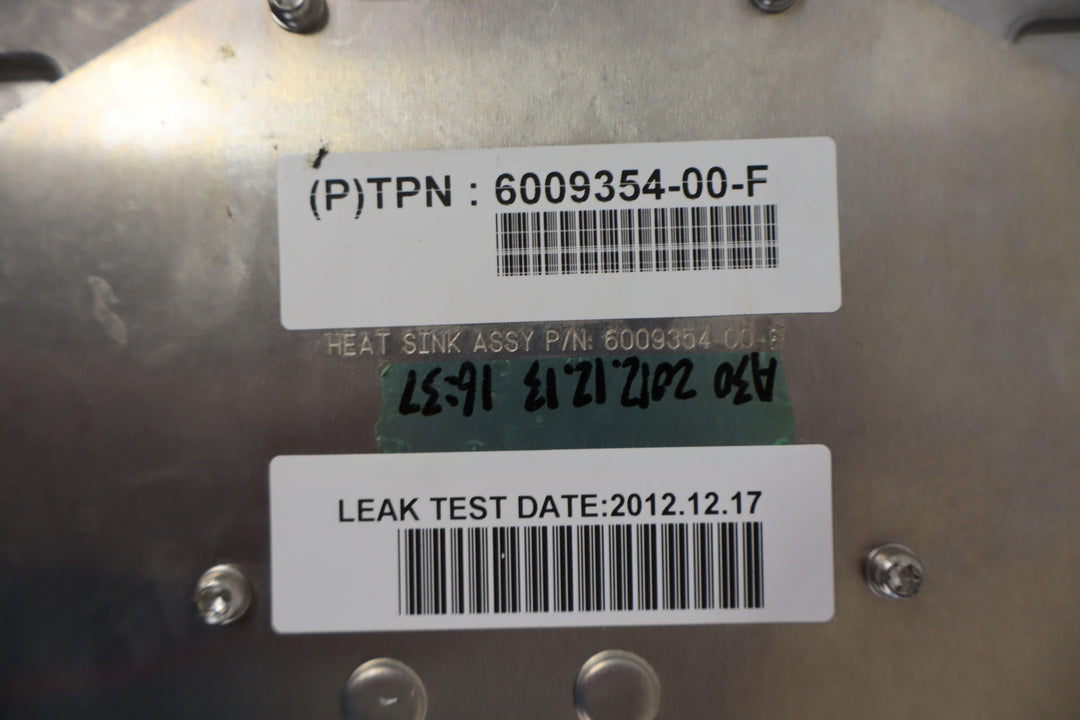 (P)TPN : 6009354-00-F
HEAT SINK ASSY P/N: 6009354-00-F
A30 2012.12.13 16:37
LEAK TEST DATE:2012.12.17